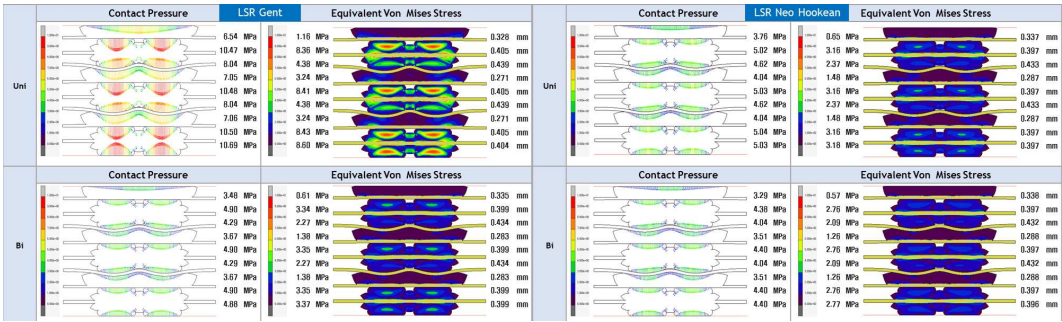 Contact Pressure
LSR Gent
Equivalent Von Mises Stress
Uni
6.54 MPa
10.47 MPa
6.04 MPa
7.05 MPa
10.48 MPa
6.04 MPa
7.06 MPa
10.50 MPa
10.69 MPa
1.16 MPa
8.36 MPa
4.38 MPa
3.24 MPa
8.41 MPa
4.38 MPa
3.24 MPa
8.43 MPa
8.60 MPa
0.328 mm
0.405 mm
0.439 mm
0.271 mm
0.405 mm
0.439 mm
0.271 mm
0.405 mm
0.404 mm
Contact Pressure
LSR Neo Hookean
Equivalent Von Mises Stress
Uni
3.76 MPa
5.02 MPa
4.62 MPa
4.04 MPa
5.03 MPa
4.62 MPa
4.04 MPa
5.04 MPa
5.03 MPa
0.65 MPa
3.16 MPa
2.37 MPa
1.48 MPa
3.16 MPa
2.37 MPa
1.48 MPa
3.16 MPa
3.18 MPa
0.337 mm
0.397 mm
0.433 mm
0.287 mm
0.397 mm
0.433 mm
0.287 mm
0.397 mm
0.397 mm
Contact Pressure
Equivalent Von Mises Stress
Bi
3.48 MPa
4.90 MPa
4.29 MPa
3.67 MPa
4.90 MPa
4.29 MPa
3.67 MPa
4.90 MPa
4.88 MPa
0.61 MPa
3.34 MPa
2.27 MPa
1.38 MPa
3.35 MPa
2.27 MPa
1.38 MPa
3.35 MPa
3.37 MPa
0.335 mm
0.399 mm
0.434 mm
0.283 mm
0.399 mm
0.434 mm
0.283 mm
0.399 mm
0.399 mm
Contact Pressure
Equivalent Von Mises Stress
Bi
3.29 MPa
4.38 MPa
4.04 MPa
3.51 MPa
4.40 MPa
4.04 MPa
3.51 MPa
4.40 MPa
4.40 MPa
0.57 MPa
2.76 MPa
2.09 MPa
1.26 MPa
2.76 MPa
2.09 MPa
1.26 MPa
2.76 MPa
2.77 MPa
0.338 mm
0.397 mm
0.432 mm
0.288 mm
0.397 mm
0.432 mm
0.288 mm
0.397 mm
0.396 mm